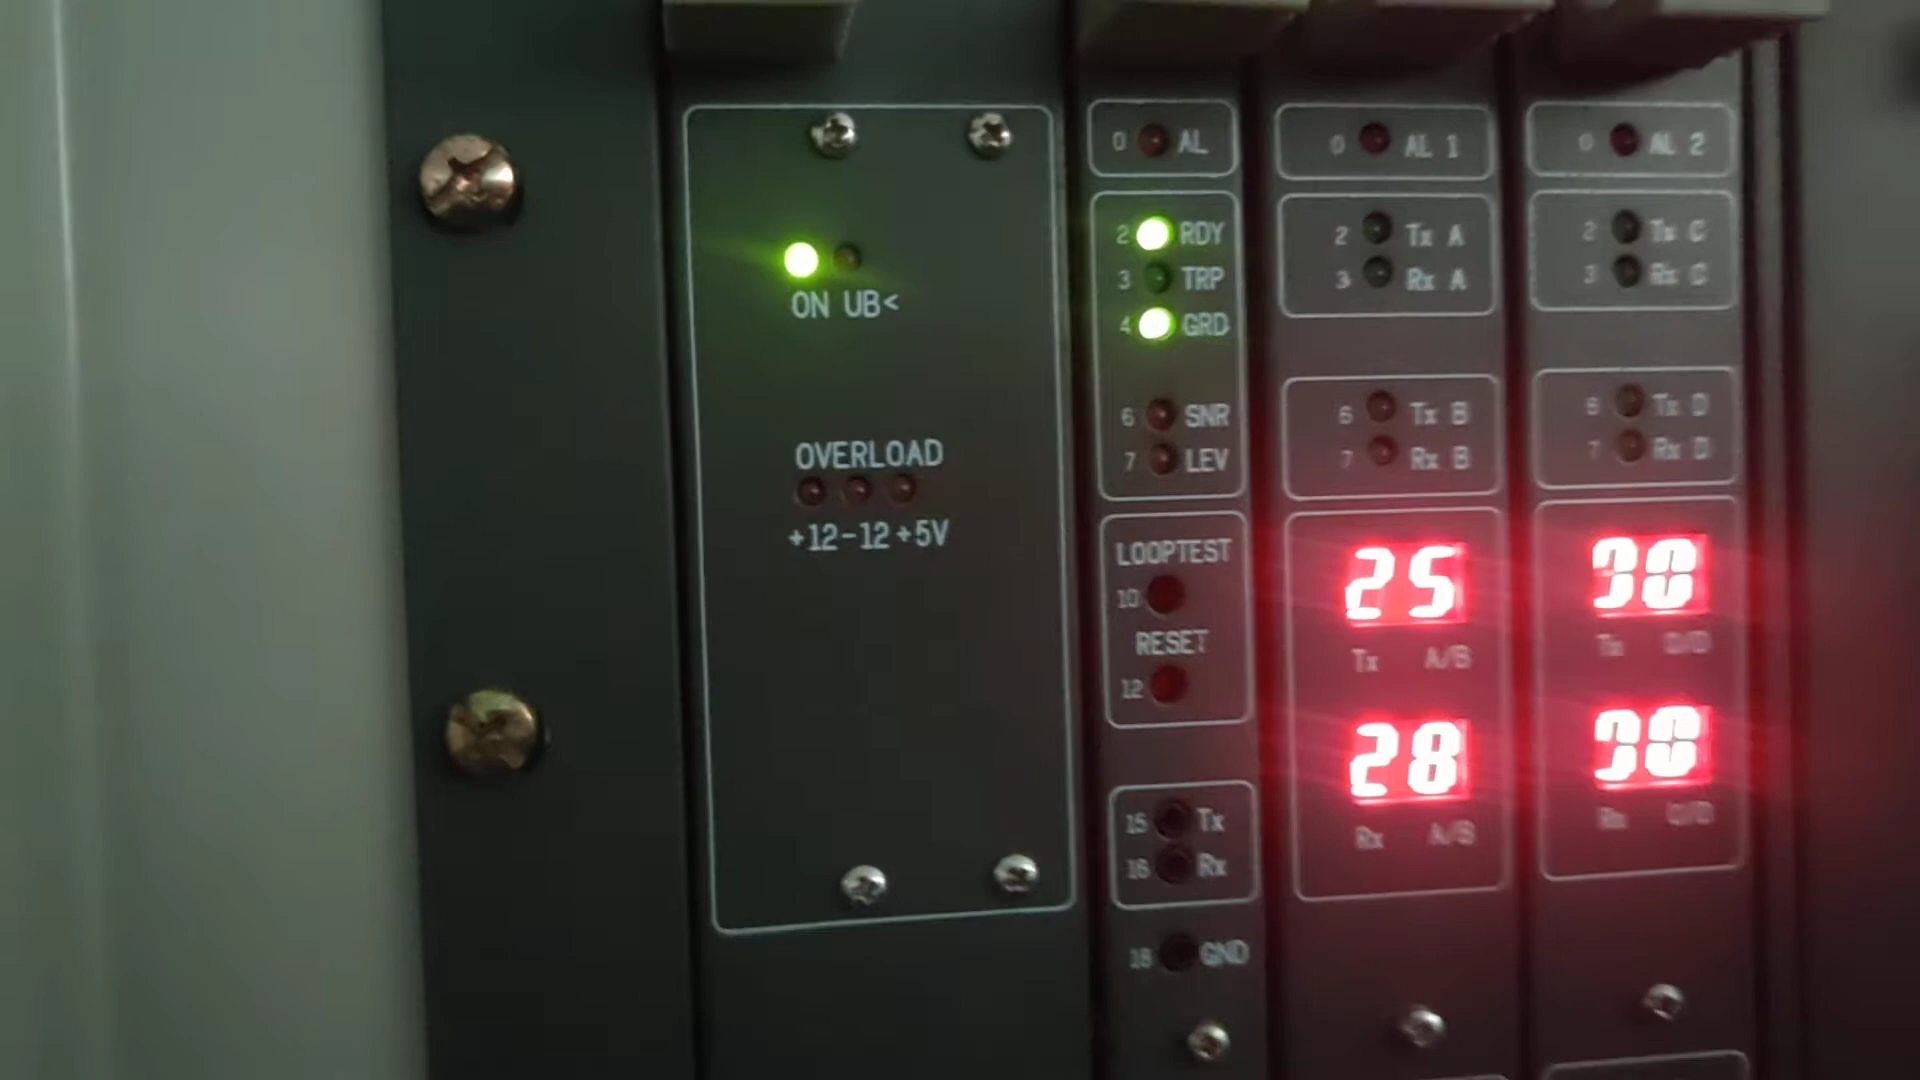 ON UB<
OVERLOAD
+12-12+5V
0 AL
2 RDY
3 TRP
4 GRD
6 SNR
7 LEV
LOOPTEST
10
RESET
12
15 Tx
16 Rx
18 GND
0 AL 1
2 Tx A
3 Rx A
6 Tx B
7 Rx B
25
Tx A/B
28
Rx A/B
0 AL 2
2 Tx C
3 Rx C
6 Tx D
7 Rx D
30
Tx C/D
30
Rx C/D